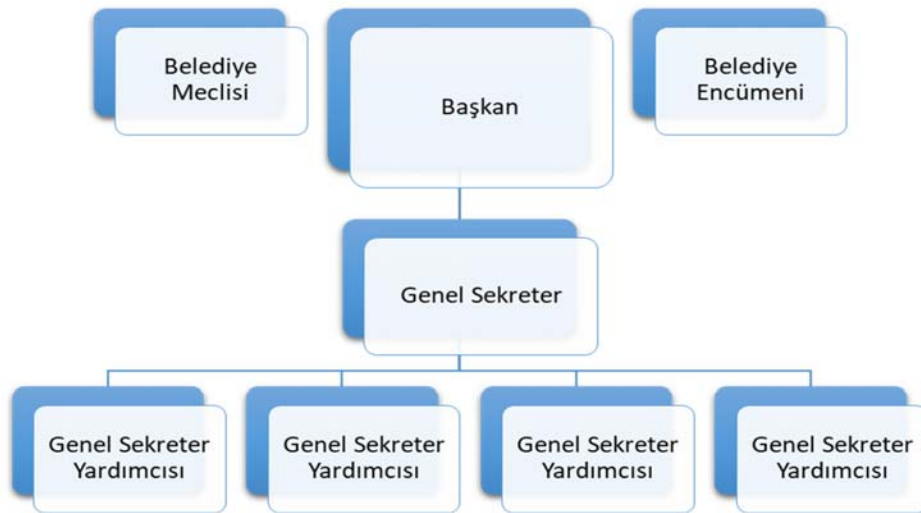 Belediye
Meclisi
Başkan
Belediye
Encümeni
Genel Sekreter
Genel Sekreter
Yardımcısı
Genel Sekreter
Yardımcısı
Genel Sekreter
Yardımcısı
Genel Sekreter
Yardımcısı